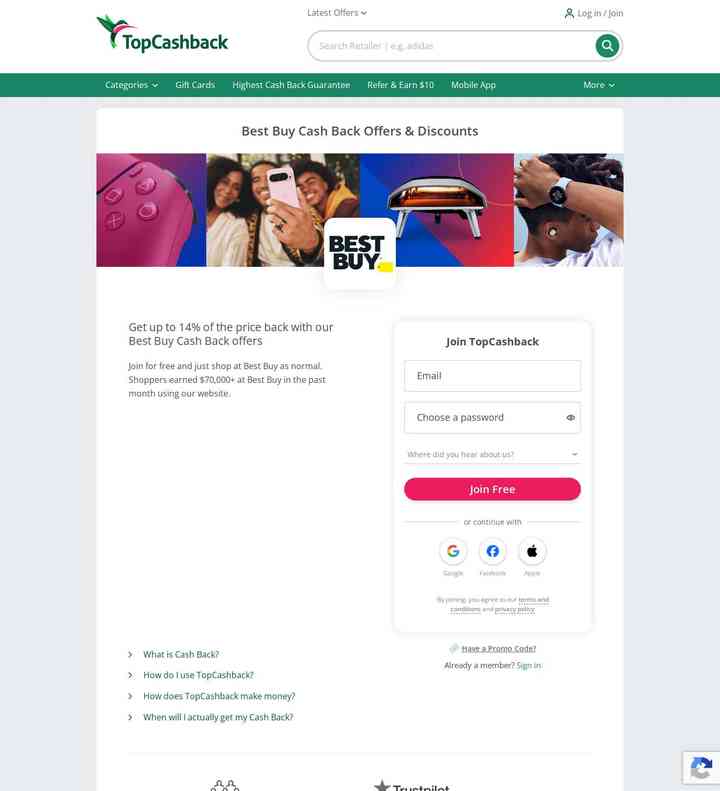 Latest Offers
Log in / Join
TopCashback
Search Retailer | e.g. adidas
Categories
Gift Cards
Highest Cash Back Guarantee
Refer & Earn $10
Mobile App
More
Best Buy Cash Back Offers & Discounts
BEST
BUY
Get up to 14% of the price back with our
Best Buy Cash Back offers
Join for free and just shop at Best Buy as normal.
Shoppers earned $70,000+ at Best Buy in the past
month using our website.
Join TopCashback
Email
Choose a password
Where did you hear about us?
Join Free
or continue with
Google
Facebook
Apple
By joining, you agree to our terms and
conditions and privacy policy
Have a Promo Code?
Already a member? Sign in
What is Cash Back?
How do I use TopCashback?
How does TopCashback make money?
When will I actually get my Cash Back?
Trustpilot